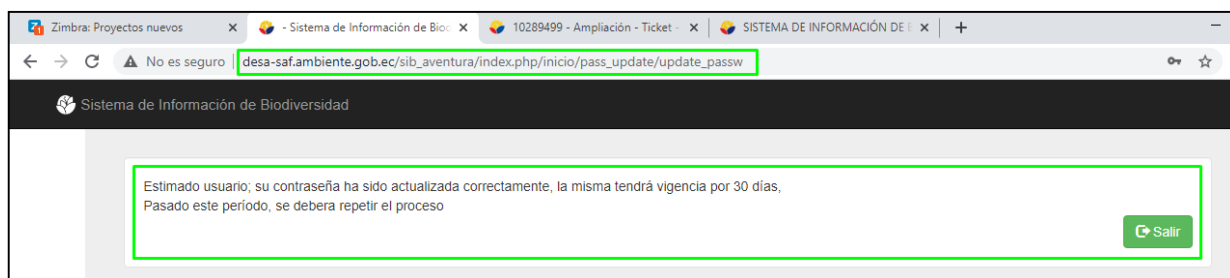 Zimbra: Proyectos nuevos
- Sistema de Información de Bioc
10289499 - Ampliación - Ticket -
SISTEMA DE INFORMACIÓN DE E
No es seguro | desa-saf.ambiente.gob.ec/sib_aventura/index.php/inicio/pass_update/update_passw
Sistema de Información de Biodiversidad
Estimado usuario; su contraseña ha sido actualizada correctamente, la misma tendrá vigencia por 30 días,
Pasado este período, se debera repetir el proceso
Salir